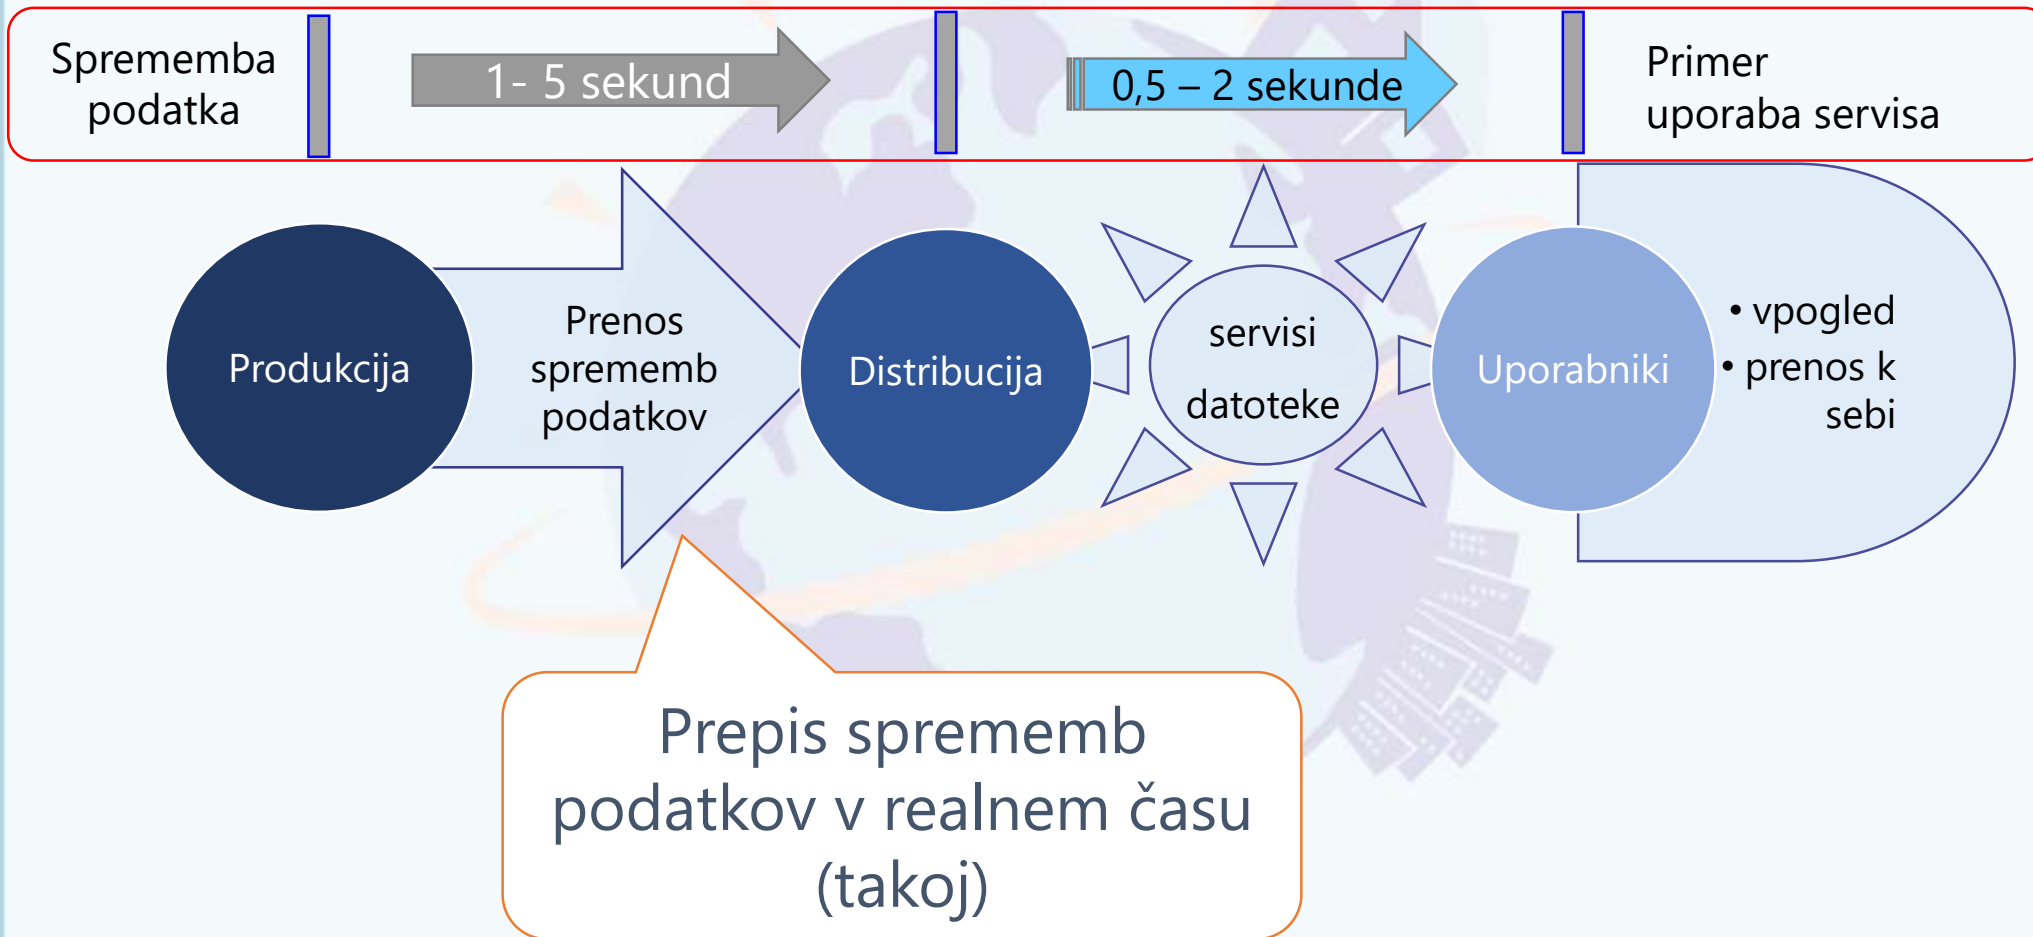 Sprememba
podatka
1- 5 sekund
0,5 – 2 sekunde
Primer
uporaba servisa
Produkcija
Prenos
sprememb
podatkov
Distribucija
servisi
datoteke
Uporabniki
• vpogled
• prenos k
sebi
Prepis sprememb
podatkov v realnem času
(takoj)